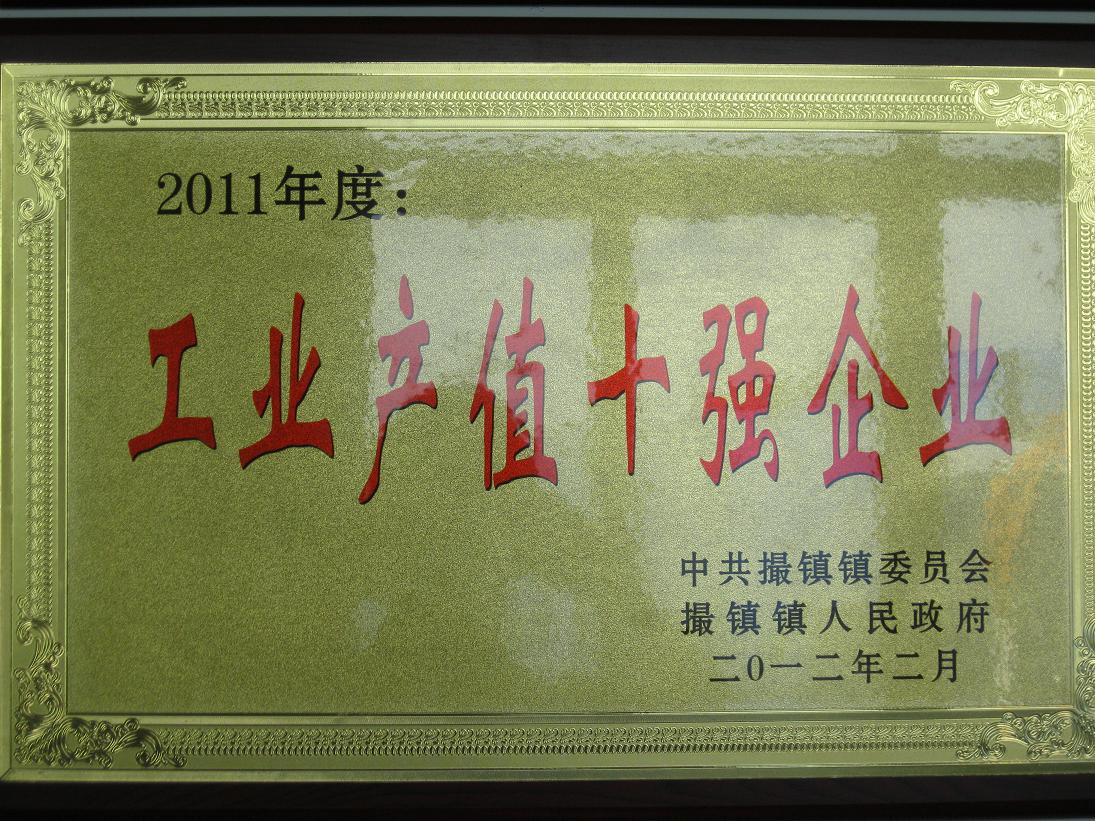 2011年度：
工业产值十强企业
中共撮镇镇委员会
撮镇镇人民政府
二0一二年二月